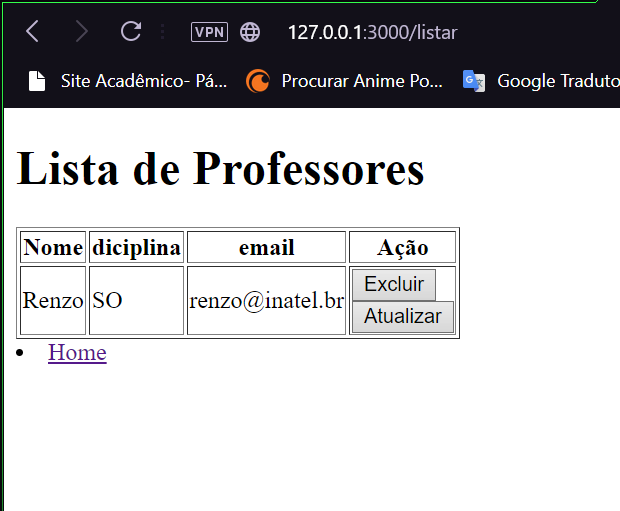 VPN 127.0.0.1:3000/listar
Site Acadêmico- Pá... Procurar Anime Po... Google Traduto
Lista de Professores
Nome diciplina email Ação
Renzo SO renzo@inatel.br Excluir
Atualizar
Home